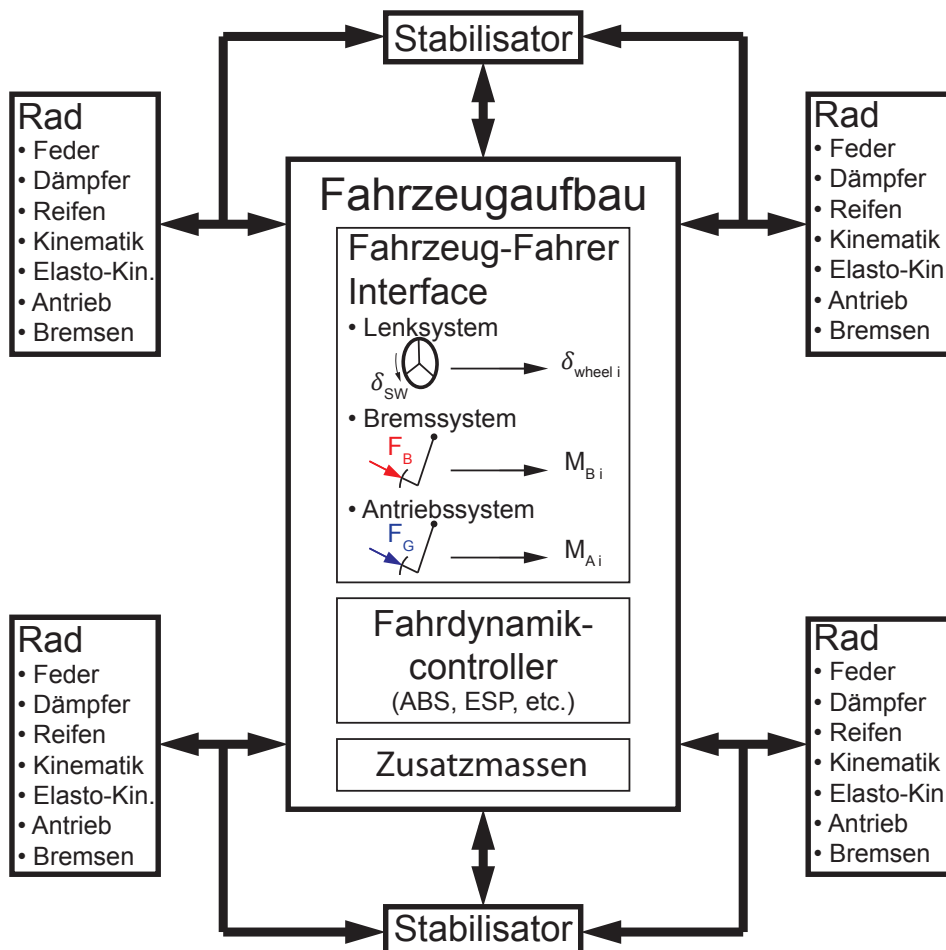 Stabilisator
Rad
• Feder
• Dämpfer
• Reifen
• Kinematik
• Elasto-Kin.
• Antrieb
• Bremsen
Fahrzeugaufbau
Fahrzeug-Fahrer
Interface
• Lenksystem
δSW
δwheel i
• Bremssystem
FB
MB i
• Antriebssystem
FG
MA i
Fahrdynamik-
controller
(ABS, ESP, etc.)
Zusatzmassen
Rad
• Feder
• Dämpfer
• Reifen
• Kinematik
• Elasto-Kin.
• Antrieb
• Bremsen
Rad
• Feder
• Dämpfer
• Reifen
• Kinematik
• Elasto-Kin.
• Antrieb
• Bremsen
Rad
• Feder
• Dämpfer
• Reifen
• Kinematik
• Elasto-Kin.
• Antrieb
• Bremsen
Stabilisator